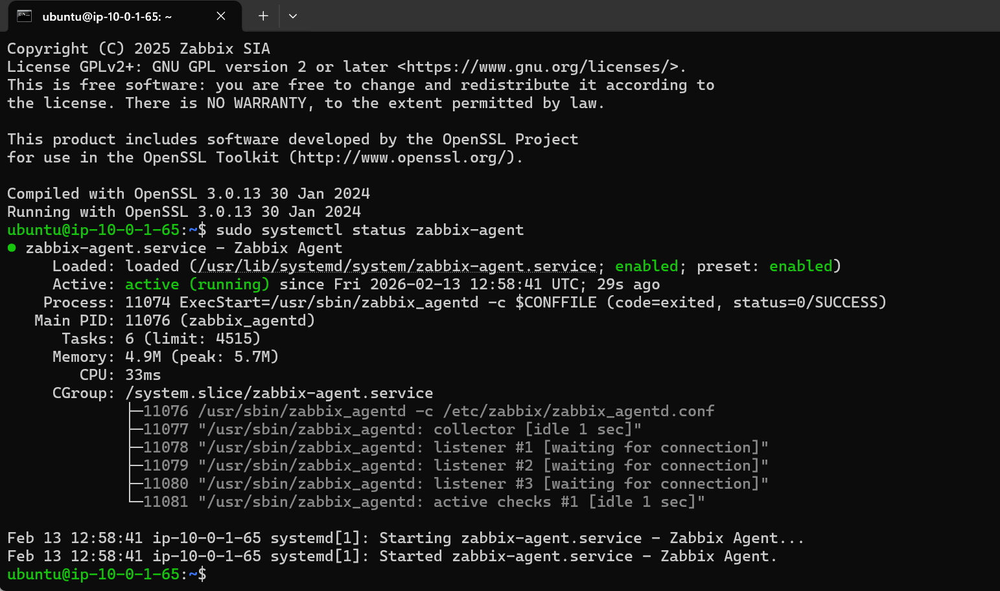 ubuntu@ip-10-0-1-65: ~
Copyright (C) 2025 Zabbix SIA
License GPLv2+: GNU GPL version 2 or later <https://www.gnu.org/licenses/>.
This is free software: you are free to change and redistribute it according to
the license. There is NO WARRANTY, to the extent permitted by law.
This product includes software developed by the OpenSSL Project
for use in the OpenSSL Toolkit (http://www.openssl.org/).
Compiled with OpenSSL 3.0.13 30 Jan 2024
Running with OpenSSL 3.0.13 30 Jan 2024
ubuntu@ip-10-0-1-65:~$ sudo systemctl status zabbix-agent
● zabbix-agent.service - Zabbix Agent
Loaded: loaded (/usr/lib/systemd/system/zabbix-agent.service; enabled; preset: enabled)
Active: active (running) since Fri 2026-02-13 12:58:41 UTC; 29s ago
Process: 11074 ExecStart=/usr/sbin/zabbix_agentd -c $CONFFILE (code=exited, status=0/SUCCESS)
Main PID: 11076 (zabbix_agentd)
Tasks: 6 (limit: 4515)
Memory: 4.9M (peak: 5.7M)
CPU: 33ms
CGroup: /system.slice/zabbix-agent.service
├─11076 /usr/sbin/zabbix_agentd -c /etc/zabbix/zabbix_agentd.conf
├─11077 "/usr/sbin/zabbix_agentd: collector [idle 1 sec]"
├─11078 "/usr/sbin/zabbix_agentd: listener #1 [waiting for connection]"
├─11079 "/usr/sbin/zabbix_agentd: listener #2 [waiting for connection]"
├─11080 "/usr/sbin/zabbix_agentd: listener #3 [waiting for connection]"
└─11081 "/usr/sbin/zabbix_agentd: active checks #1 [idle 1 sec]"
Feb 13 12:58:41 ip-10-0-1-65 systemd[1]: Starting zabbix-agent.service - Zabbix Agent...
Feb 13 12:58:41 ip-10-0-1-65 systemd[1]: Started zabbix-agent.service - Zabbix Agent.
ubuntu@ip-10-0-1-65:~$